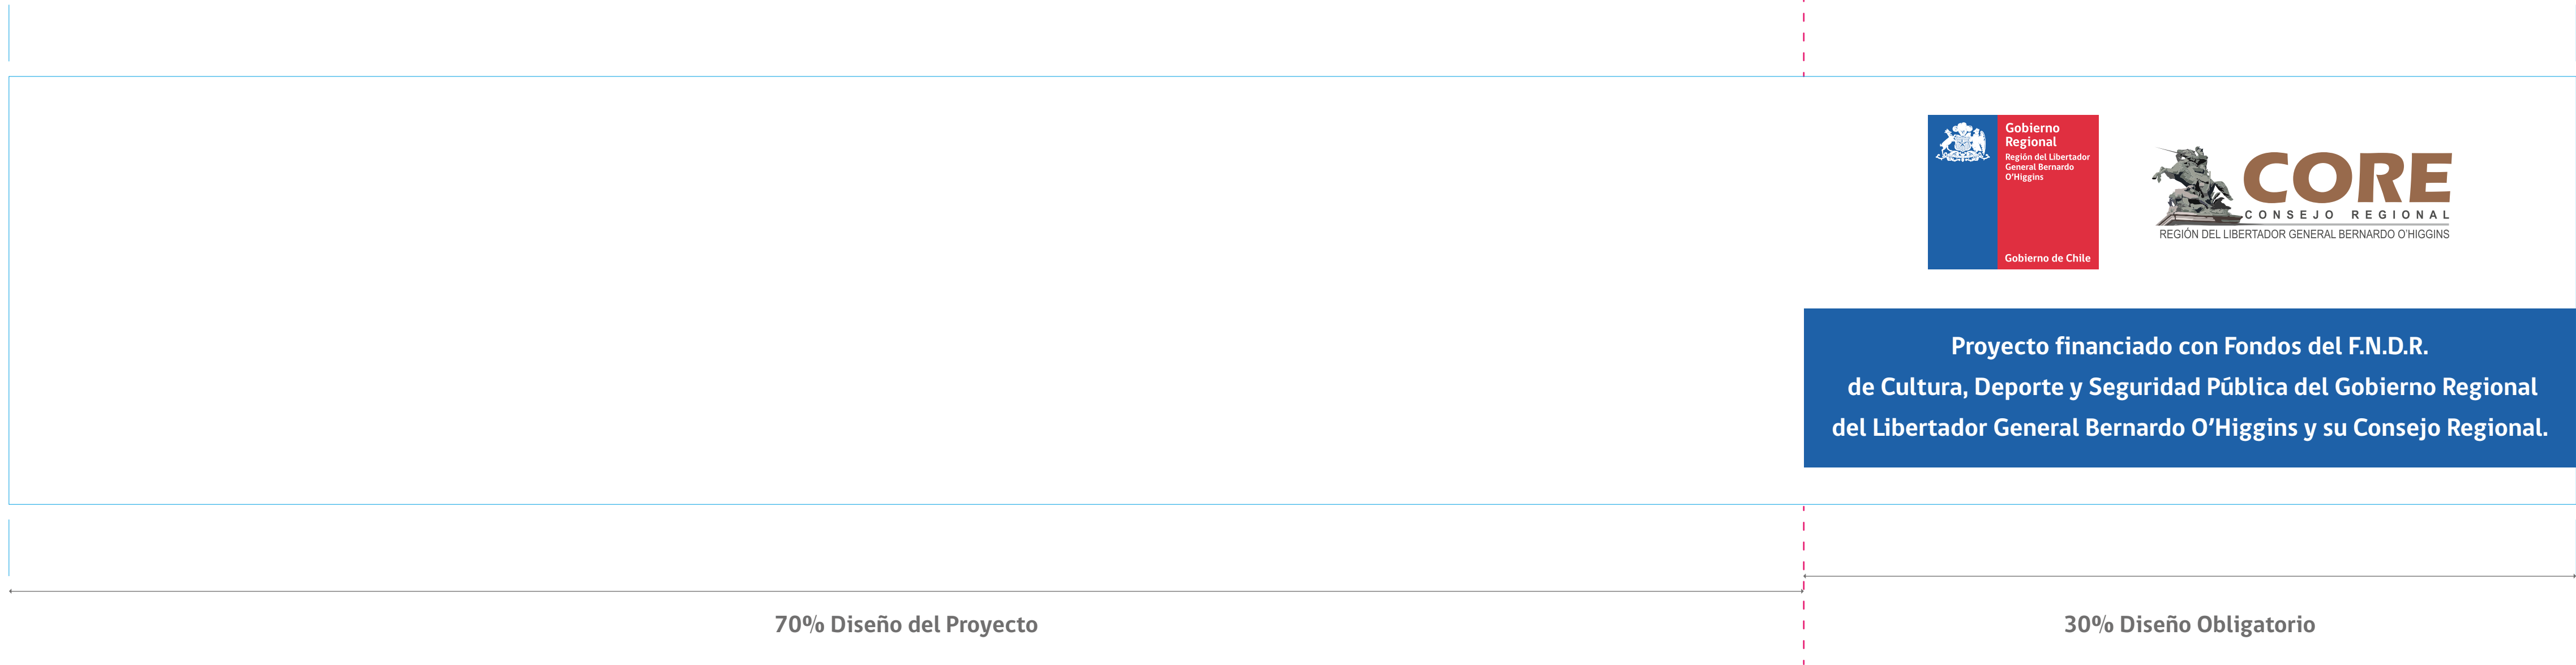 Gobierno
Regional
Región del Libertador
General Bernardo
O'Higgins
Gobierno de Chile
CORE
CONSEJO REGIONAL
REGIÓN DEL LIBERTADOR GENERAL BERNARDO O'HIGGINS
Proyecto financiado con Fondos del F.N.D.R.
de Cultura, Deporte y Seguridad Pública del Gobierno Regional
del Libertador General Bernardo O'Higgins y su Consejo Regional.
70% Diseño del Proyecto
30% Diseño Obligatorio